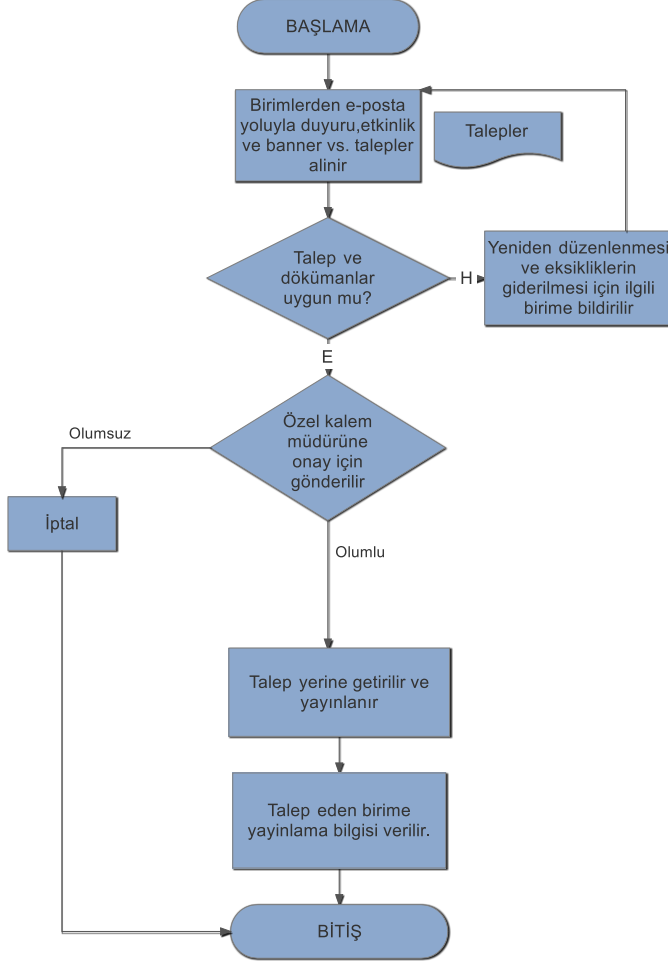 BAŞLAMA
Birimlerden e-posta
yoluyla duyuru,etkinlik
ve banner vs. talepler
alinir
Talepler
Talep ve
dökümanlar
uygun mu?
H
Yeniden düzenlenmesi
ve eksikliklerin
giderilmesi için ilgili
birime bildirilir
E
Özel kalem
müdürüne
onay için
gönderilir
Olumsuz
İptal
Olumlu
Talep yerine getirilir ve
yayınlanır
Talep eden birime
yayinlama bilgisi verilir.
BİTİŞ